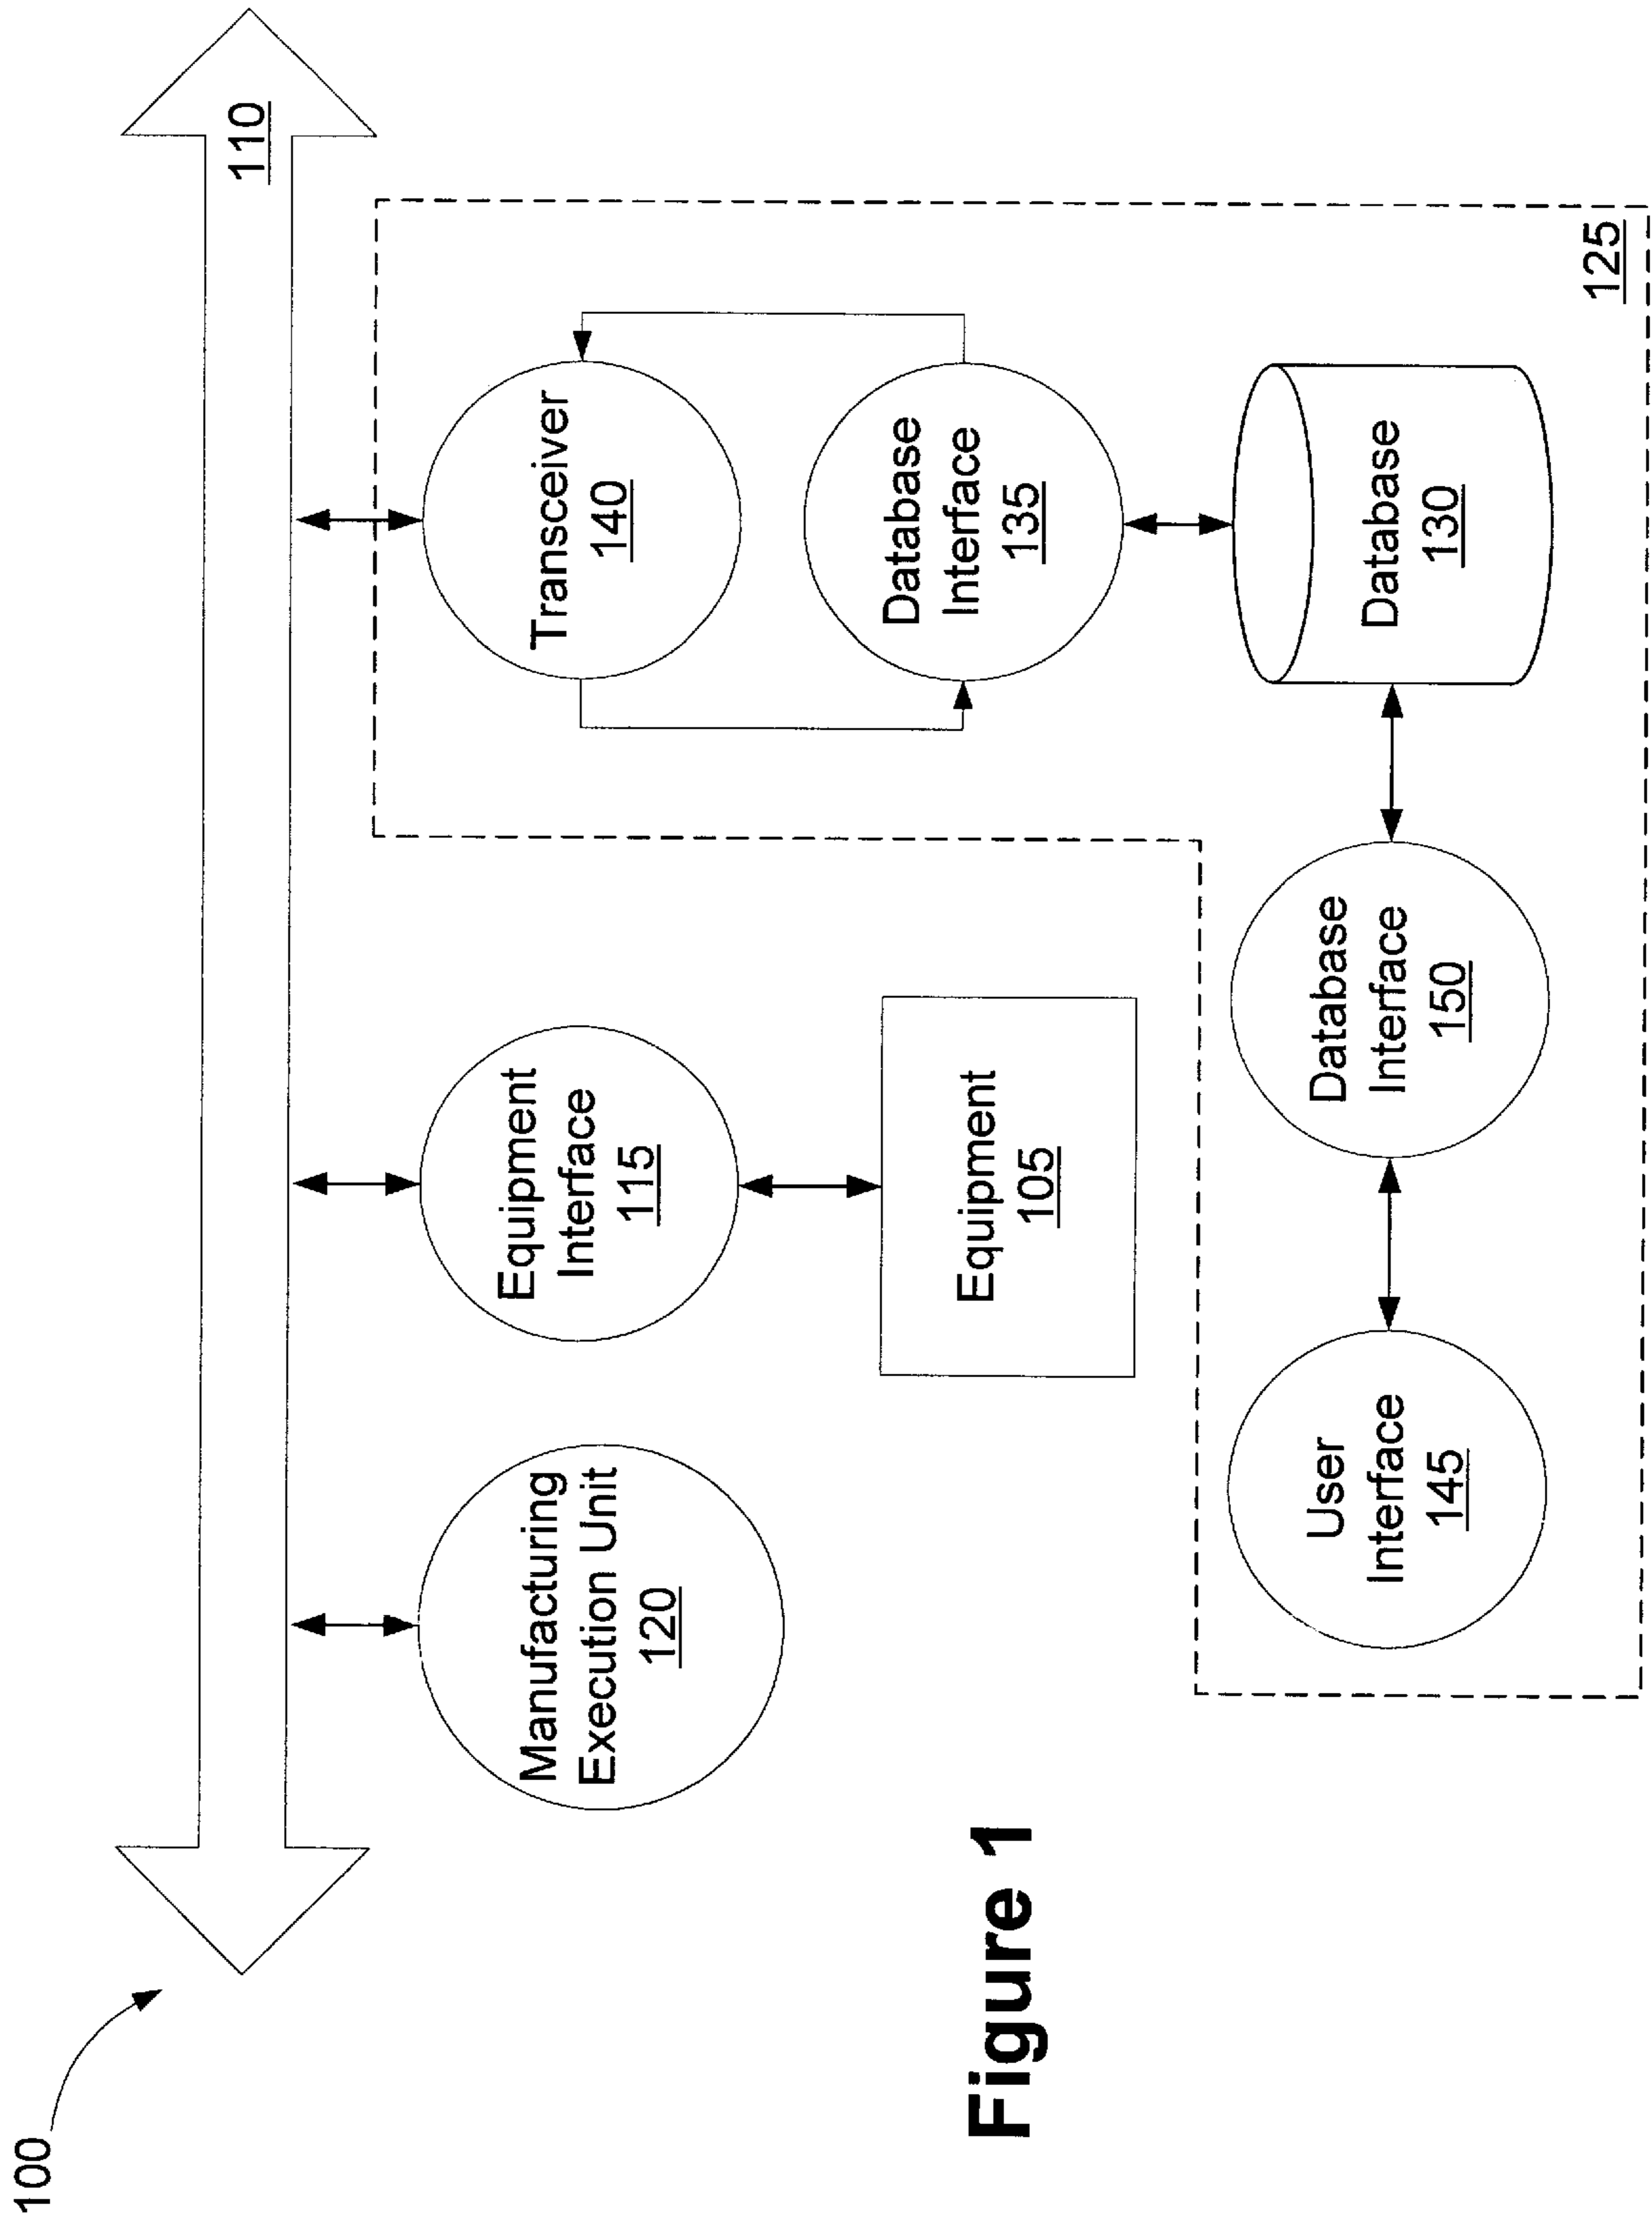 100
110
Manufacturing
Execution Unit
120
Equipment
Interface
115
Transceiver
140
Equipment
105
Database
Interface
135
User
Interface
145
Database
Interface
150
Database
130
125
Figure 1